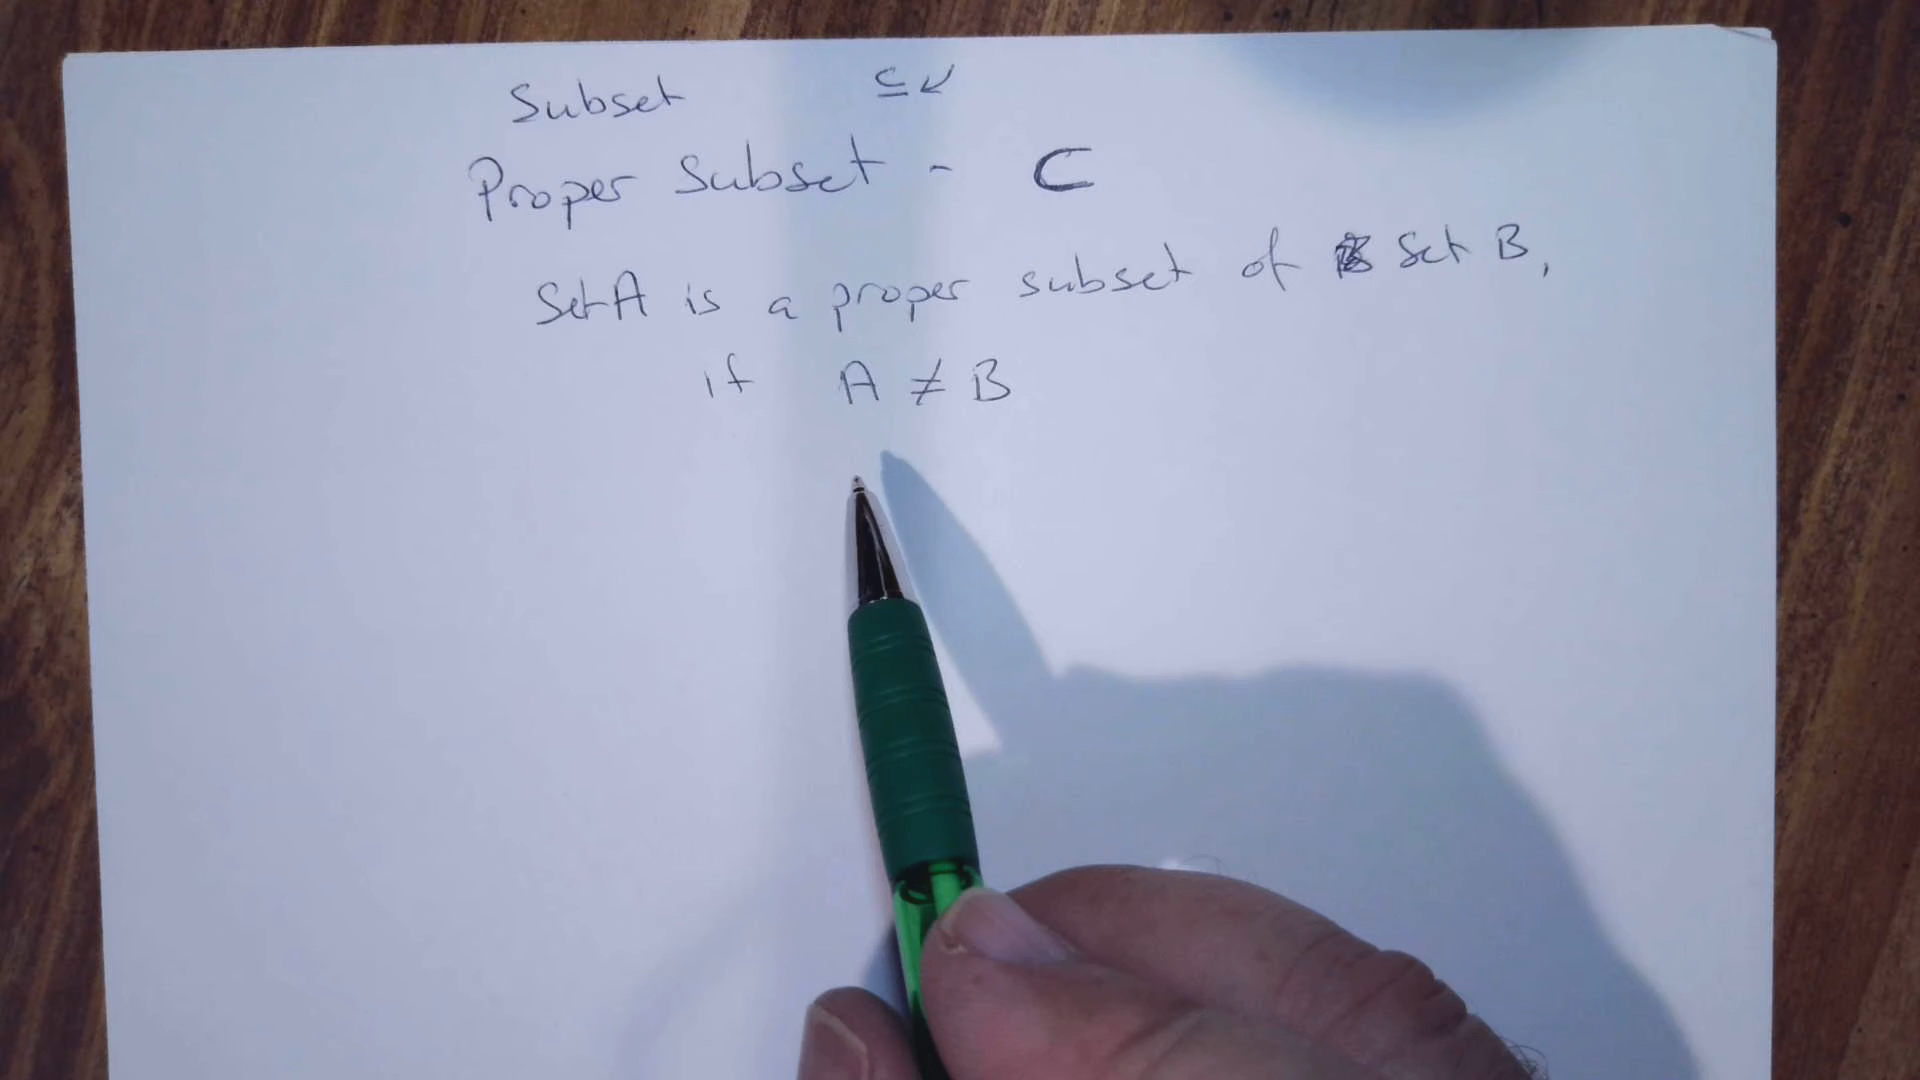 Subset ⊆ ↙
Proper Subset - ⊂
Set A is a proper subset of Set B,
if A ≠ B